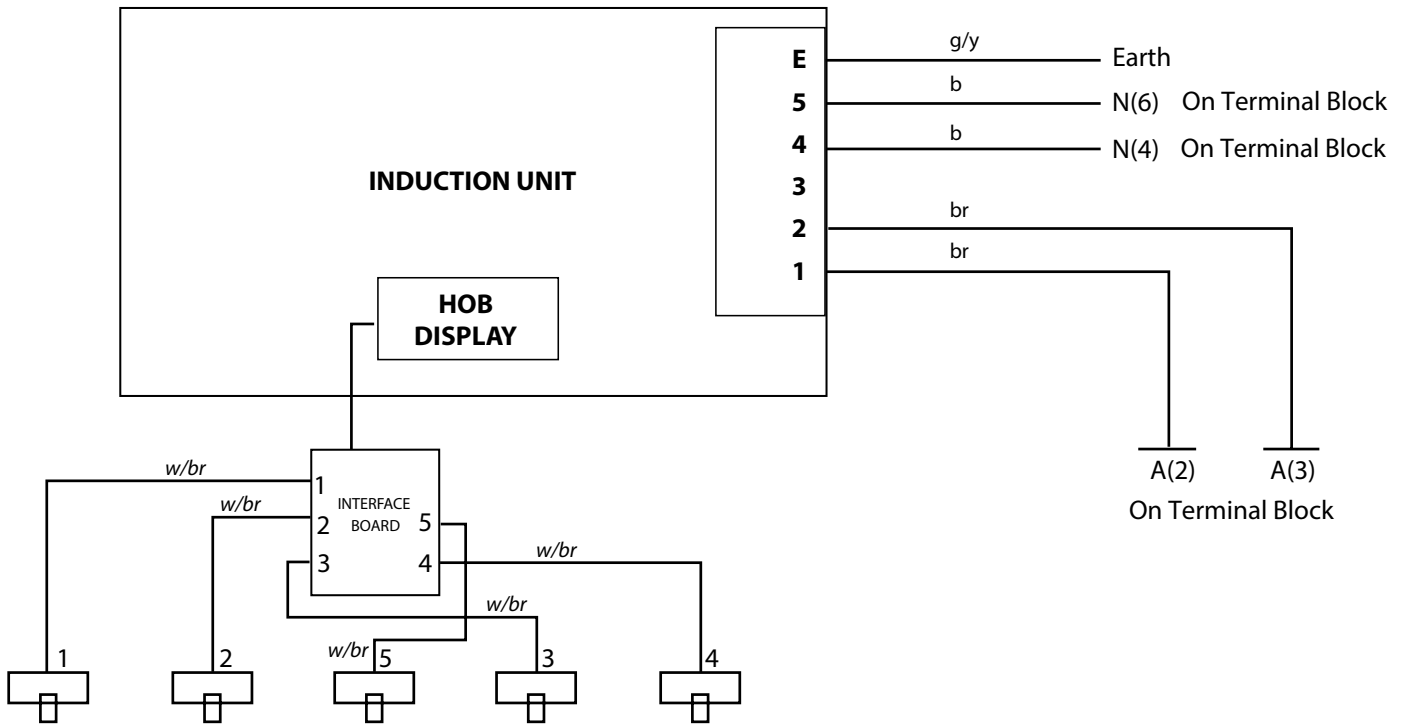 g/y
E
Earth
b
5
N(6) On Terminal Block
b
4
N(4) On Terminal Block
INDUCTION UNIT
3
br
2
br
1
HOB
DISPLAY
A(2)
A(3)
On Terminal Block
w/br
1
INTERFACE
BOARD
w/br
2
5
3
4
w/br
w/br
w/br
1
2
5
3
4